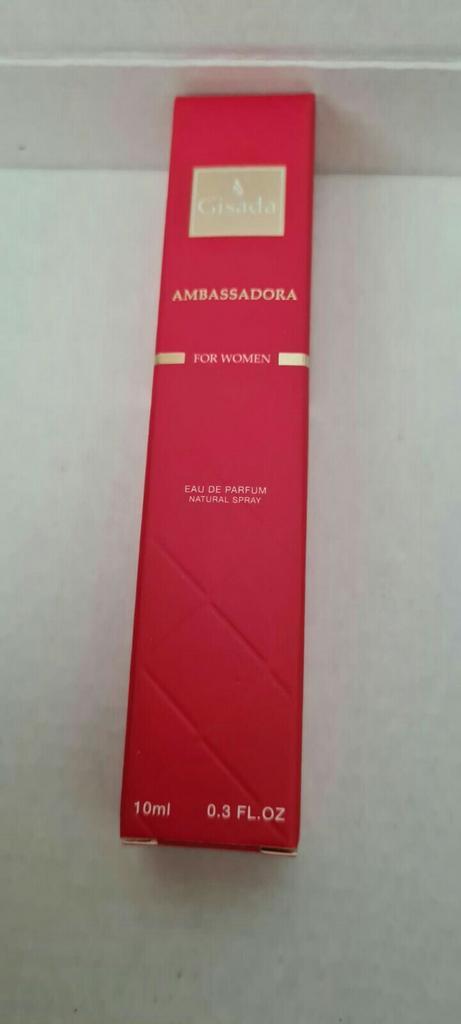 Gisada
AMBASSADORA
FOR WOMEN
EAU DE PARFUM
NATURAL SPRAY
10ml 0.3 FL.OZ